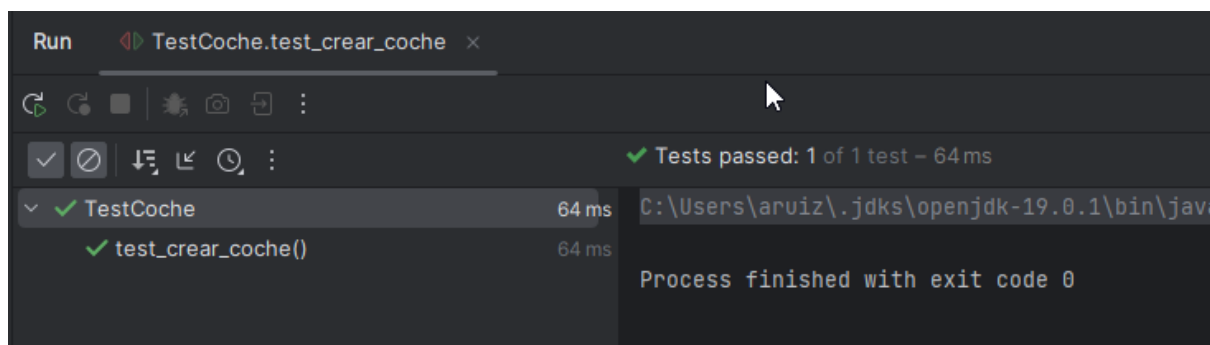 Run TestCoche.test_crear_coche
Tests passed: 1 of 1 test – 64 ms
TestCoche 64 ms
test_crear_coche() 64 ms
C:\Users\aruiz\.jdks\openjdk-19.0.1\bin\java
Process finished with exit code 0